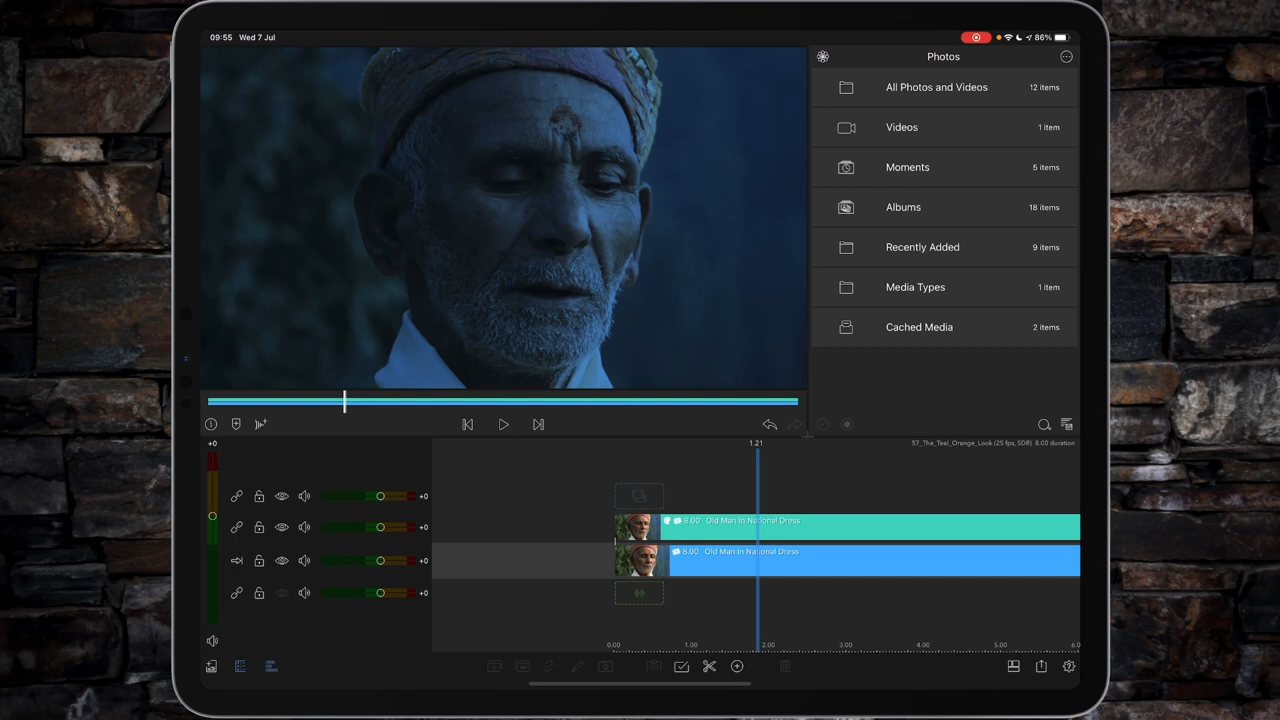 09:55 Wed 7 Jul
86%
Photos
All Photos and Videos 12 items
Videos 1 item
Moments 5 items
Albums 18 items
Recently Added 9 items
Media Types 1 item
Cached Media 2 items
+0
1.21
57_The_Teal_Orange_Look (25 fps, SDR) 8.00 duration
+0
8.00 Old Man In National Dress
+0
8.00 Old Man In National Dress
+0
+0
0.00 1.00 2.00 3.00 4.00 5.00 6.0